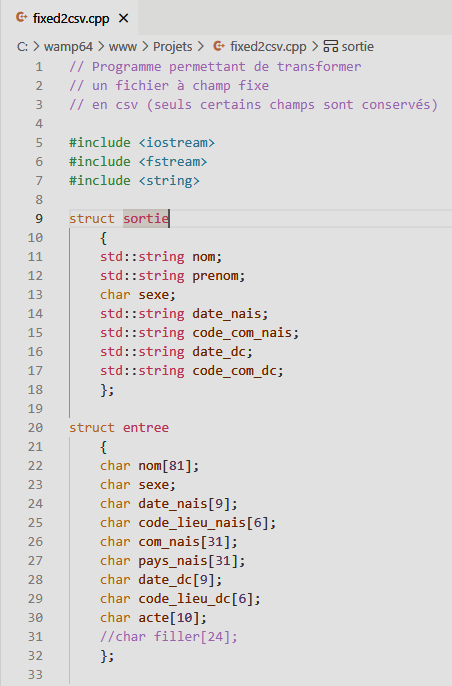 fixed2csv.cpp
C: > wamp64 > www > Projets > fixed2csv.cpp > sortie
1 // Programme permettant de transformer
2 // un fichier à champ fixe
3 // en csv (seuls certains champs sont conservés)
4
5 #include <iostream>
6 #include <fstream>
7 #include <string>
8
9 struct sortie
10 {
11 std::string nom;
12 std::string prenom;
13 char sexe;
14 std::string date_nais;
15 std::string code_com_nais;
16 std::string date_dc;
17 std::string code_com_dc;
18 };
19
20 struct entree
21 {
22 char nom[81];
23 char sexe;
24 char date_nais[9];
25 char code_lieu_nais[6];
26 char com_nais[31];
27 char pays_nais[31];
28 char date_dc[9];
29 char code_lieu_dc[6];
30 char acte[10];
31 //char filler[24];
32 };
33